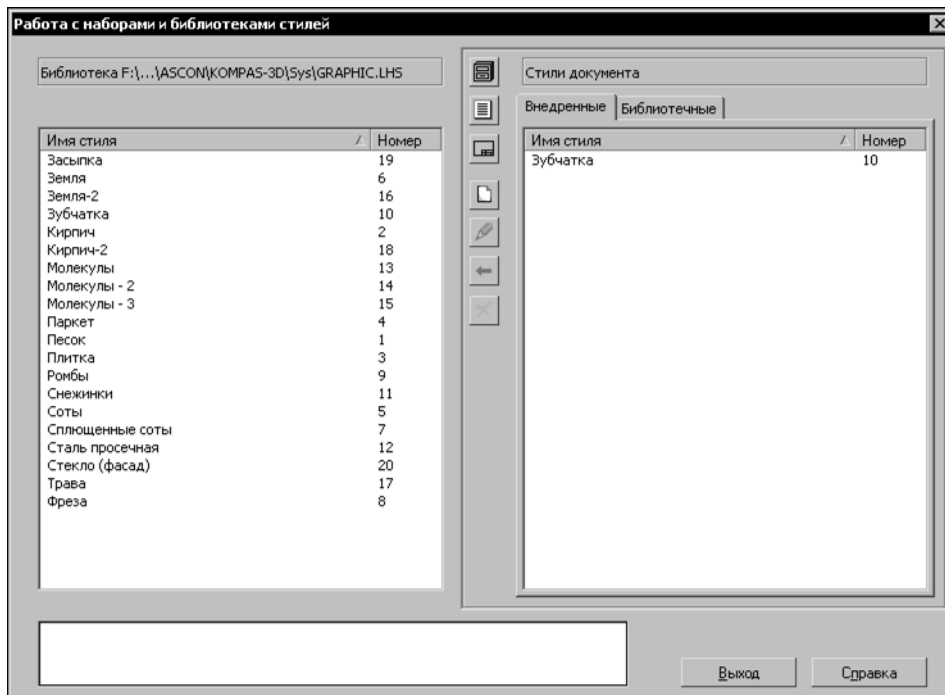 Работа с наборами и библиотеками стилей
Библиотека F:\...\ASCON\KOMPAS-3D\Sys\GRAPHIC.LHS
Имя стиля Номер
Засыпка 19
Земля 6
Земля-2 16
Зубчатка 10
Кирпич 2
Кирпич-2 18
Молекулы 13
Молекулы - 2 14
Молекулы - 3 15
Паркет 4
Песок 1
Плитка 3
Ромбы 9
Снежинки 11
Соты 5
Сплющенные соты 7
Сталь просечная 12
Стекло (фасад) 20
Трава 17
Фреза 8
Стили документа
Внедренные Библиотечные
Имя стиля Номер
Зубчатка 10
Выход Справка